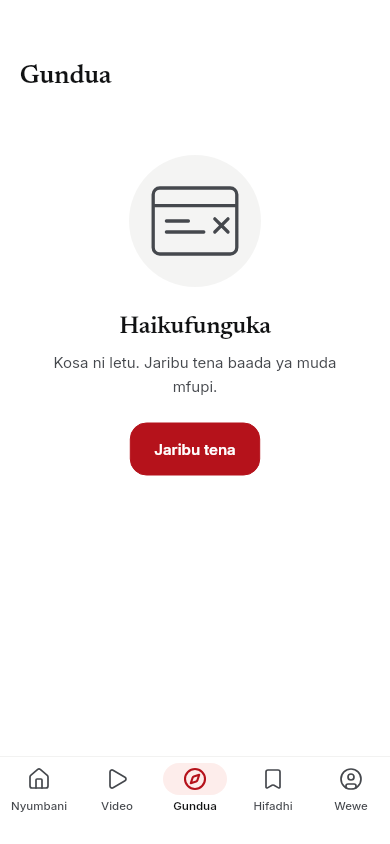 Gundua
Haikufunguka
Kosa ni letu. Jaribu tena baada ya muda
mfupi.
Jaribu tena
Nyumbani
Video
Gundua
Hifadhi
Wewe